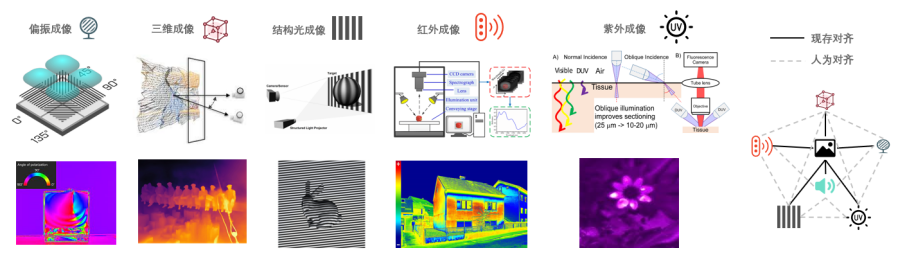 偏振成像
三维成像
结构光成像
红外成像
紫外成像
UV
现存对齐
人为对齐
45°
90°
0°
135°
Camera/Sensor
Target
Structured Light Projector
CCD camera
Spectrograph
Lens
Illumination unit
Conveying stage
A) Normal Incidence Oblique Incidence B)
Visible DUV Air
Tissue
Oblique illumination
improves sectioning
(25 μm -> 10-20 μm)
Fluorescence
Camera
Tube lens
Objective
DUV
DUV
Tissue
Angle of polarization
90°
UV